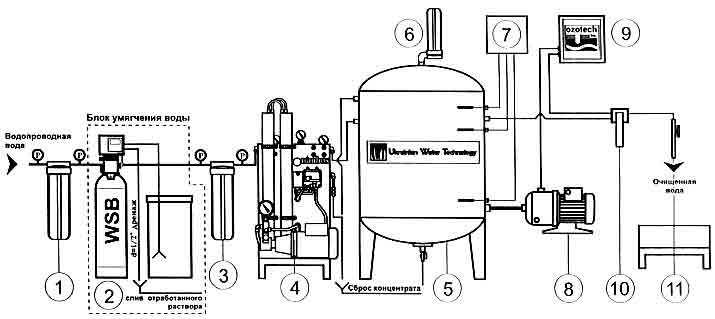 6
7
ozotech
9
Блок умягчения воды
Водопроводная
вода
P
P
P
P
WSB
d=1/2" дренаж
Ukrainian Water Technology
Очищенная
вода
1
2
3
4
5
8
10
11
Сброс концентрата
слив отработанного
раствора